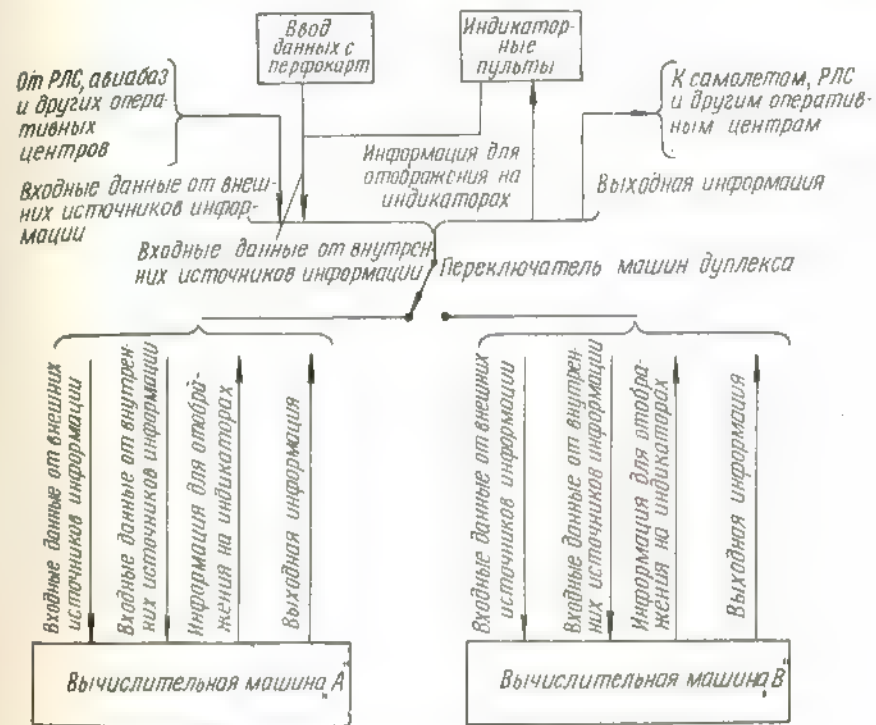 Ввод
данных с
перфокарт
Индикатор-
ные
пульты
От РЛС, авиабаз
и других опера-
тивных
центров
К самолетом, РЛС
и другим оператив-
ным центрам
Входные данные от внеш-
них источников инфор-
мации
Информация для
отображения на
индикаторах
Выходная информация
Входные данные от внутрен-
них источников информации
Переключатель машин дуплекса
Входные данные от внешних
источников информации
Входные данные от внутрен-
них источников информации
Информация для отобра-
жения на индикаторах
Выходная информация
Входные данные от внешних
источников информации
Входные данные от внутрен-
них источников информации
Информация для отобра-
жения на индикаторах
Выходная информация
Вычислительная машина „А"
Вычислительная машина „В"